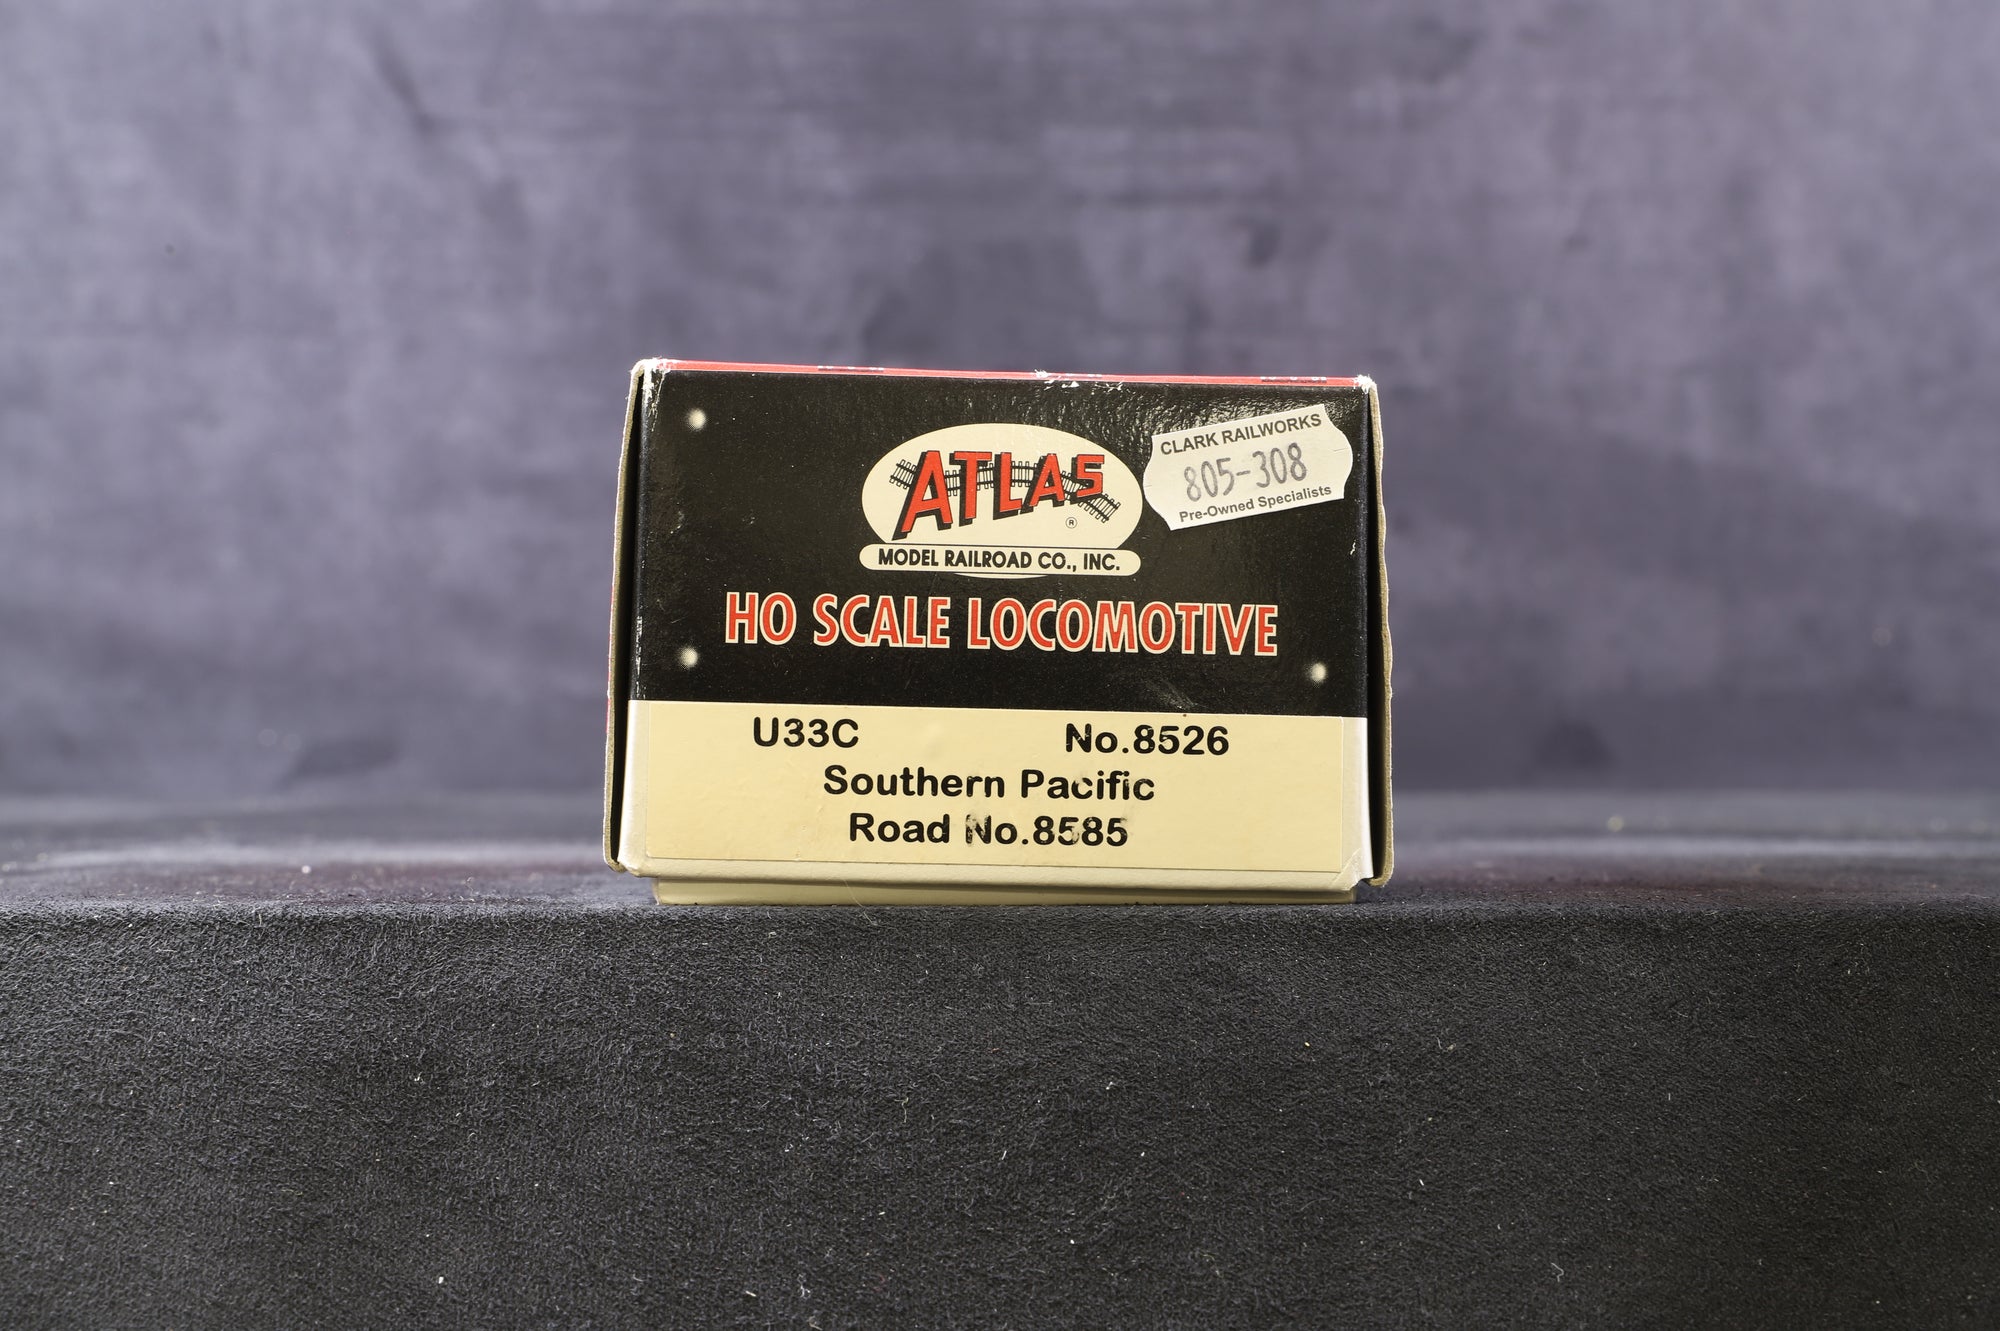 ATLAS ®
MODEL RAILROAD CO., INC.
CLARK RAILWORKS
805-308
Pre-Owned Specialists
HO SCALE LOCOMOTIVE
U33C No.8526
Southern Pacific
Road No.8585